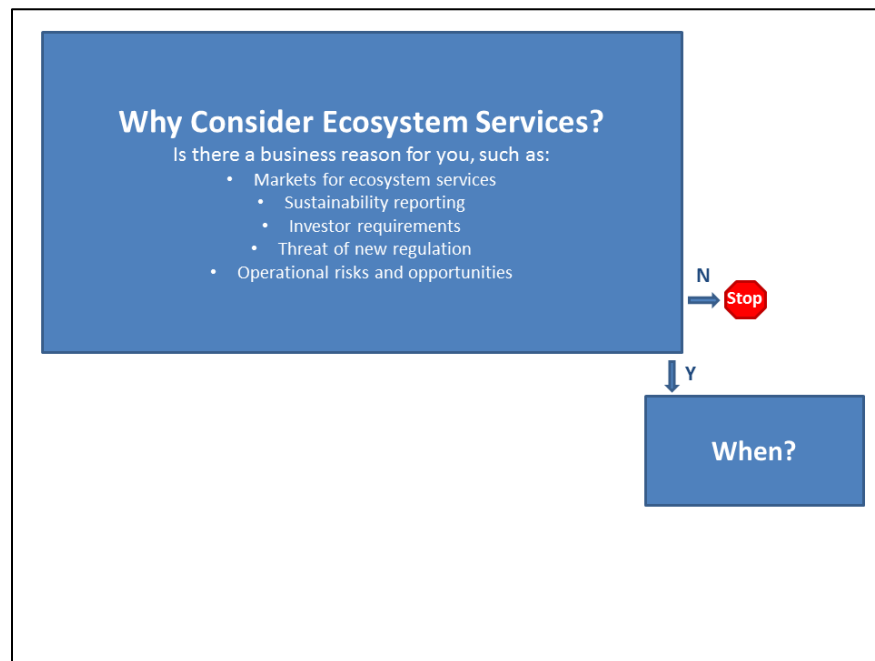 Why Consider Ecosystem Services?
Is there a business reason for you, such as:
• Markets for ecosystem services
• Sustainability reporting
• Investor requirements
• Threat of new regulation
• Operational risks and opportunities
N
Stop
Y
When?